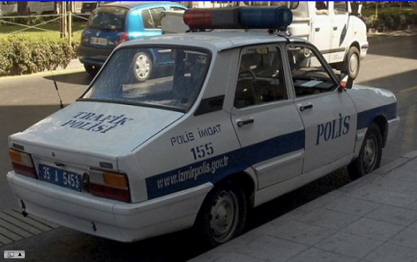 TRAFİK
POLİSİ
POLİS İMDAT
155
POLİS
www.izmirpolis.gov.tr
35 A 5453